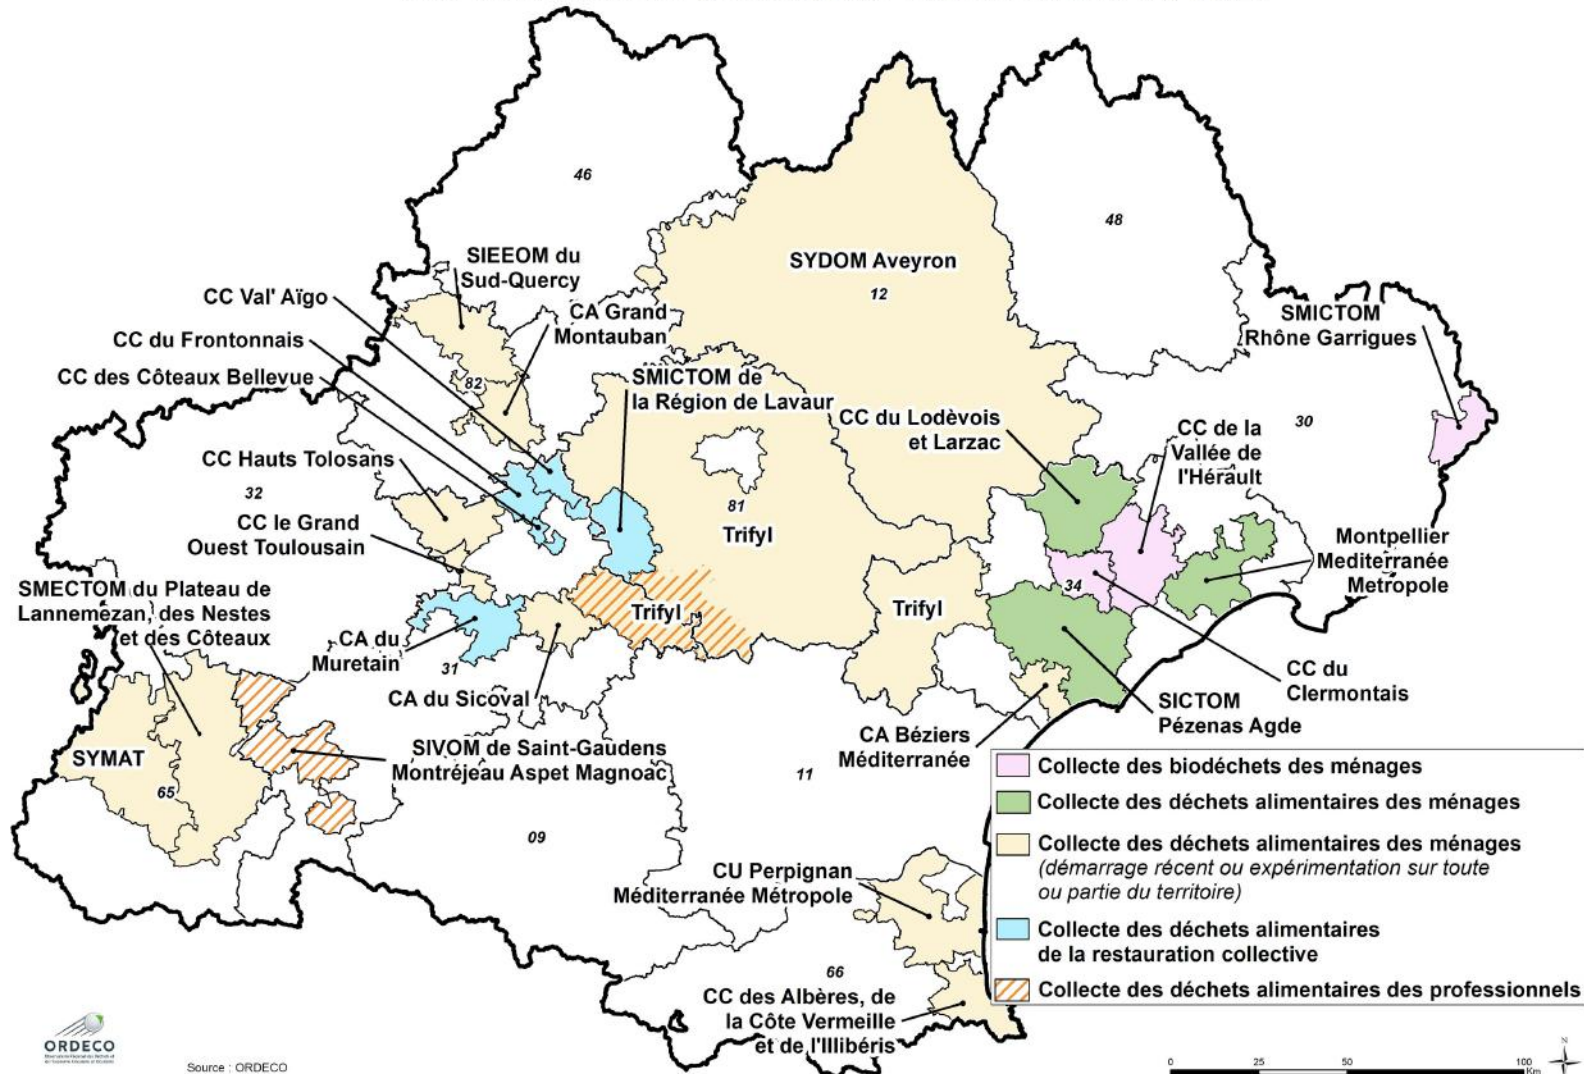 46
48
SIEEOM du
Sud-Quercy
SYDOM Aveyron
12
CC Val' Aïgo
CA Grand
Montauban
SMICTOM
Rhône Garrigues
CC du Frontonnais
CC des Côteaux Bellevue
82
SMICTOM de
la Région de Lavaur
CC du Lodèvois
et Larzac
CC de la
Vallée de
l'Hérault
30
CC Hauts Tolosans
32
81
Trifyl
CC le Grand
Ouest Toulousain
Montpellier
Mediterranée
Metropole
SMECTOM du Plateau de
Lannemezan, des Nestes
et des Côteaux
34
Trifyl
Trifyl
CA du
Muretain
31
CA du Sicoval
CC du
Clermontais
SICTOM
Pézenas Agde
CA Béziers
Méditerranée
SYMAT
65
SIVOM de Saint-Gaudens
Montréjeau Aspet Magnoac
11
09
CU Perpignan
Méditerranée Métropole
66
CC des Albères, de
la Côte Vermeille
et de l'Illibéris
Collecte des biodéchets des ménages
Collecte des déchets alimentaires des ménages
Collecte des déchets alimentaires des ménages
(démarrage récent ou expérimentation sur toute
ou partie du territoire)
Collecte des déchets alimentaires
de la restauration collective
Collecte des déchets alimentaires des professionnels
ORDECO
Source : ORDECO
0 25 50 100
Km
N